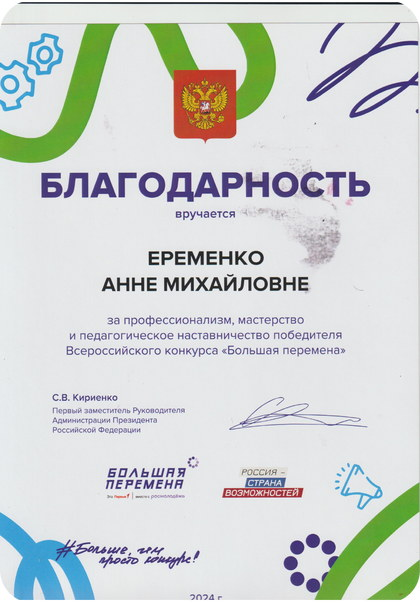 БЛАГОДАРНОСТЬ
вручается
ЕРЕМЕНКО
АННЕ МИХАЙЛОВНЕ
за профессионализм, мастерство
и педагогическое наставничество победителя
Всероссийского конкурса «Большая перемена»
С.В. Кириенко
Первый заместитель Руководителя
Администрации Президента
Российской Федерации
БОЛЬШАЯ
ПЕРЕМЕНА
РОССИЯ –
СТРАНА
ВОЗМОЖНОСТЕЙ
#Больше, чем
просто конкурс!
2024 г.